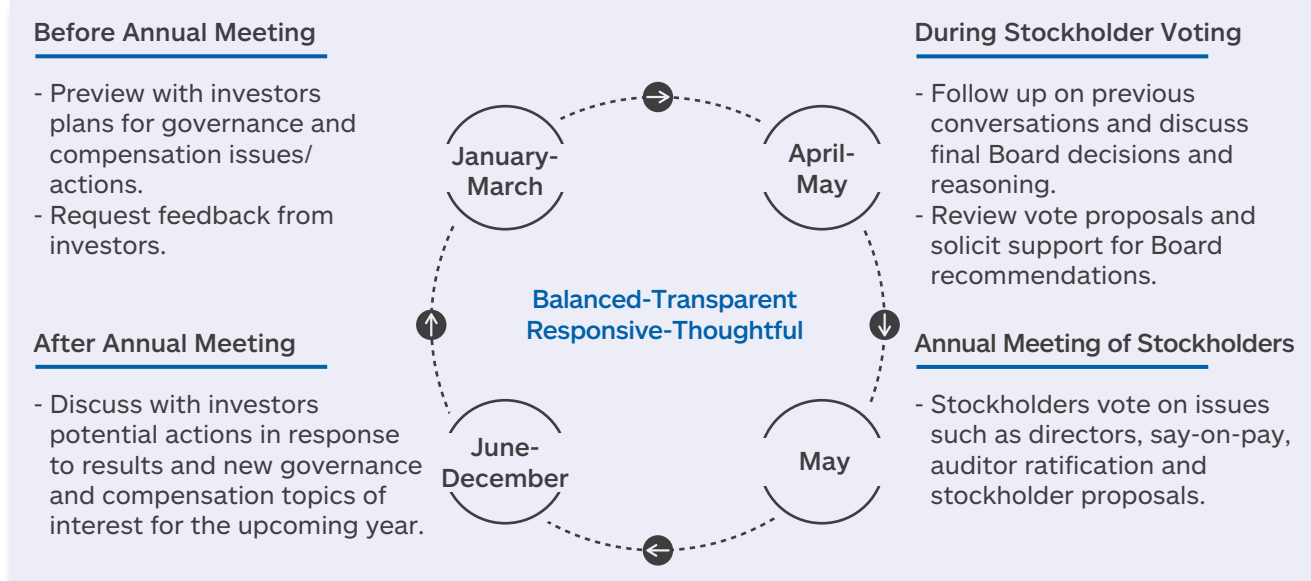 Before Annual Meeting
- Preview with investors
plans for governance and
compensation issues/
actions.
- Request feedback from
investors.
January-
March
April-
May
During Stockholder Voting
- Follow up on previous
conversations and discuss
final Board decisions and
reasoning.
- Review vote proposals and
solicit support for Board
recommendations.
Balanced-Transparent
Responsive-Thoughtful
After Annual Meeting
- Discuss with investors
potential actions in response
to results and new governance
and compensation topics of
interest for the upcoming year.
June-
December
May
Annual Meeting of Stockholders
- Stockholders vote on issues
such as directors, say-on-pay,
auditor ratification and
stockholder proposals.